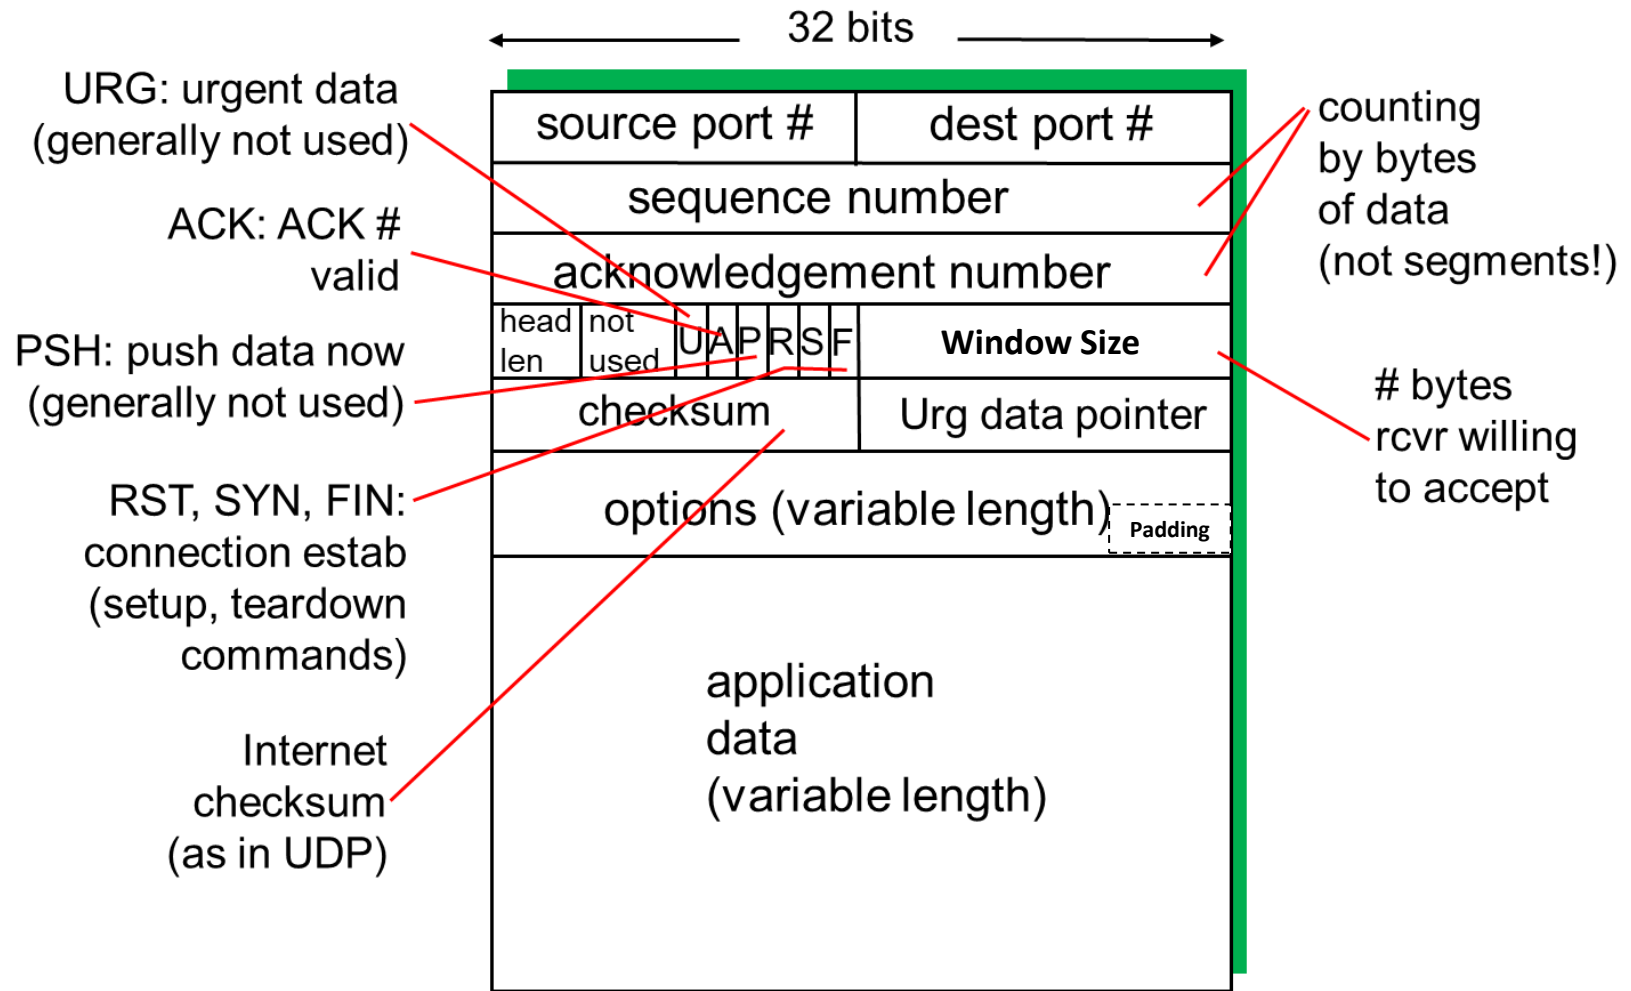 32 bits
URG: urgent data
(generally not used)
ACK: ACK #
valid
PSH: push data now
(generally not used)
RST, SYN, FIN:
connection estab
(setup, teardown
commands)
Internet
checksum
(as in UDP)
source port #
dest port #
sequence number
acknowledgement number
head
len
not
used
U
A
P
R
S
F
Window Size
checksum
Urg data pointer
options (variable length)
Padding
application
data
(variable length)
counting
by bytes
of data
(not segments!)
# bytes
rcvr willing
to accept